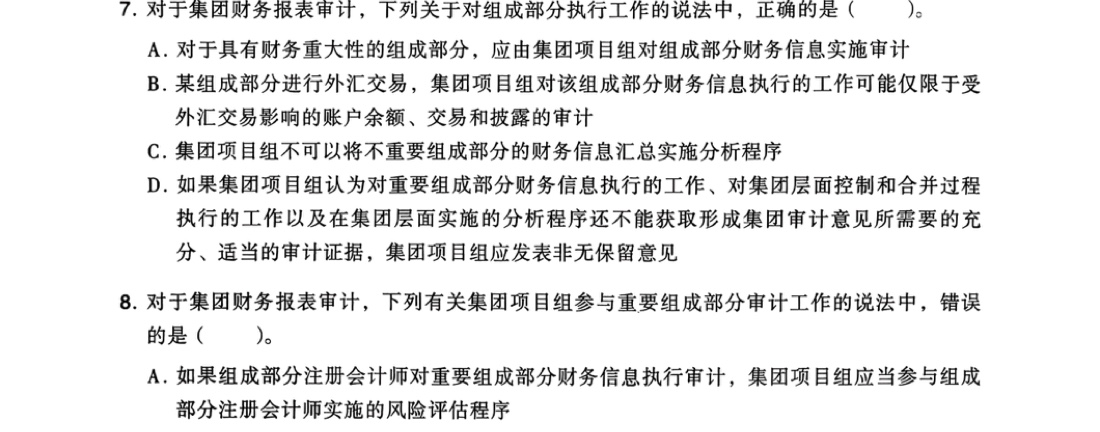 7. 对于集团财务报表审计，下列关于对组成部分执行工作的说法中，正确的是（　　）。
A. 对于具有财务重大性的组成部分，应由集团项目组对组成部分财务信息实施审计
B. 某组成部分进行外汇交易，集团项目组对该组成部分财务信息执行的工作可能仅限于受
外汇交易影响的账户余额、交易和披露的审计
C. 集团项目组不可以将不重要组成部分的财务信息汇总实施分析程序
D. 如果集团项目组认为对重要组成部分财务信息执行的工作、对集团层面控制和合并过程
执行的工作以及在集团层面实施的分析程序还不能获取形成集团审计意见所需要的充
分、适当的审计证据，集团项目组应发表非无保留意见
8. 对于集团财务报表审计，下列有关集团项目组参与重要组成部分审计工作的说法中，错误
的是（　　）。
A. 如果组成部分注册会计师对重要组成部分财务信息执行审计，集团项目组应当参与组成
部分注册会计师实施的风险评估程序